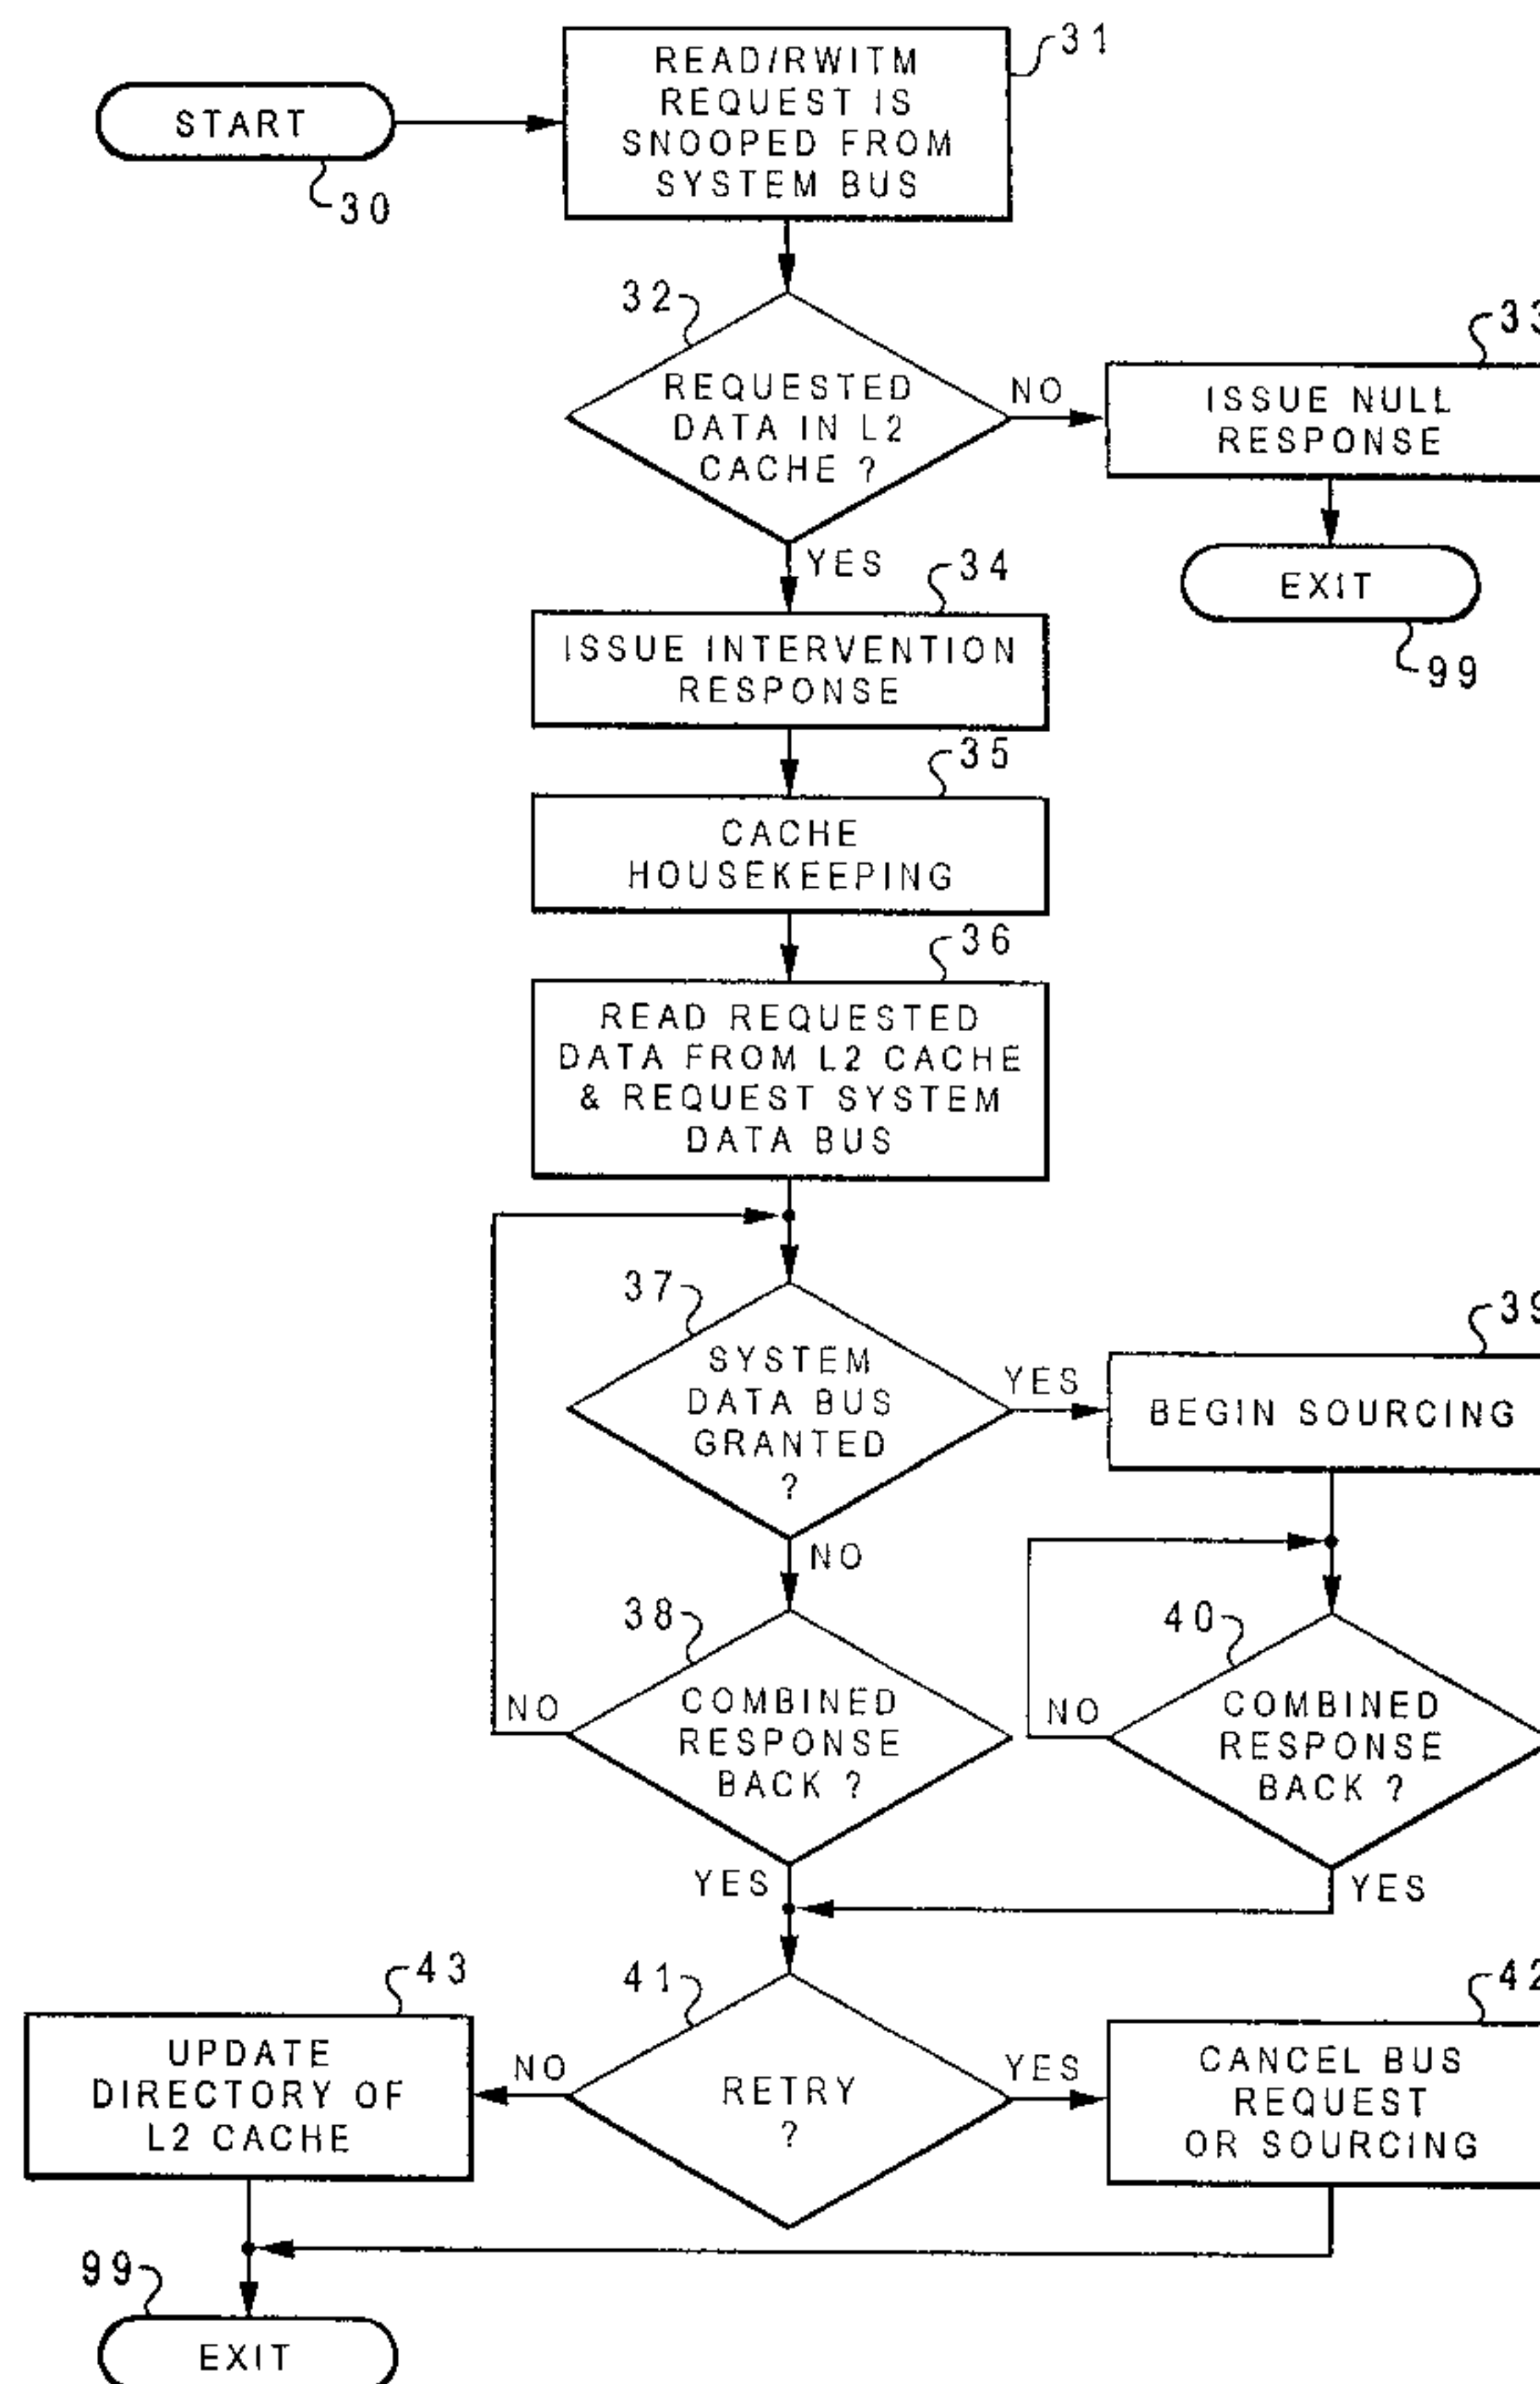 31
READ/RWITM
REQUEST IS
SNOOPED FROM
SYSTEM BUS
START
30
32
REQUESTED
DATA IN L2
CACHE ?
NO
33
ISSUE NULL
RESPONSE
YES
EXIT
99
34
ISSUE INTERVENTION
RESPONSE
35
CACHE
HOUSEKEEPING
36
READ REQUESTED
DATA FROM L2 CACHE
& REQUEST SYSTEM
DATA BUS
37
SYSTEM
DATA BUS
GRANTED
?
YES
39
BEGIN SOURCING
NO
38
COMBINED
RESPONSE
BACK ?
NO
YES
40
COMBINED
RESPONSE
BACK ?
NO
YES
41
RETRY
?
NO
YES
43
UPDATE
DIRECTORY OF
L2 CACHE
42
CANCEL BUS
REQUEST
OR SOURCING
99
EXIT